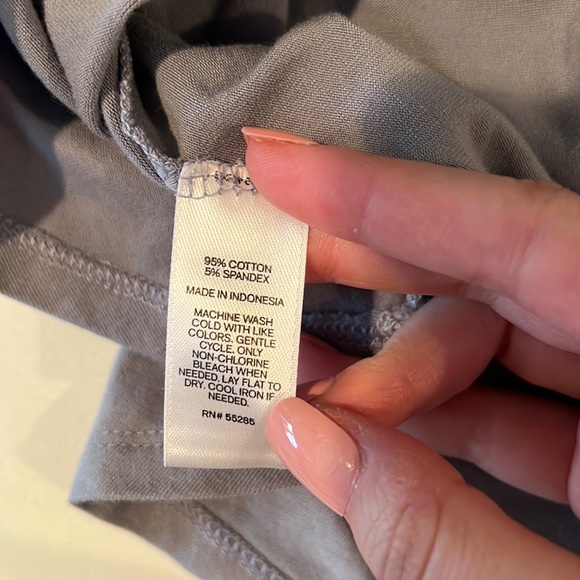 95% COTTON
5% SPANDEX
MADE IN INDONESIA
MACHINE WASH
COLD WITH LIKE
COLORS. GENTLE
CYCLE. ONLY
NON-CHLORINE
BLEACH WHEN
NEEDED. LAY FLAT TO
DRY. COOL IRON IF
NEEDED.
RN# 55285